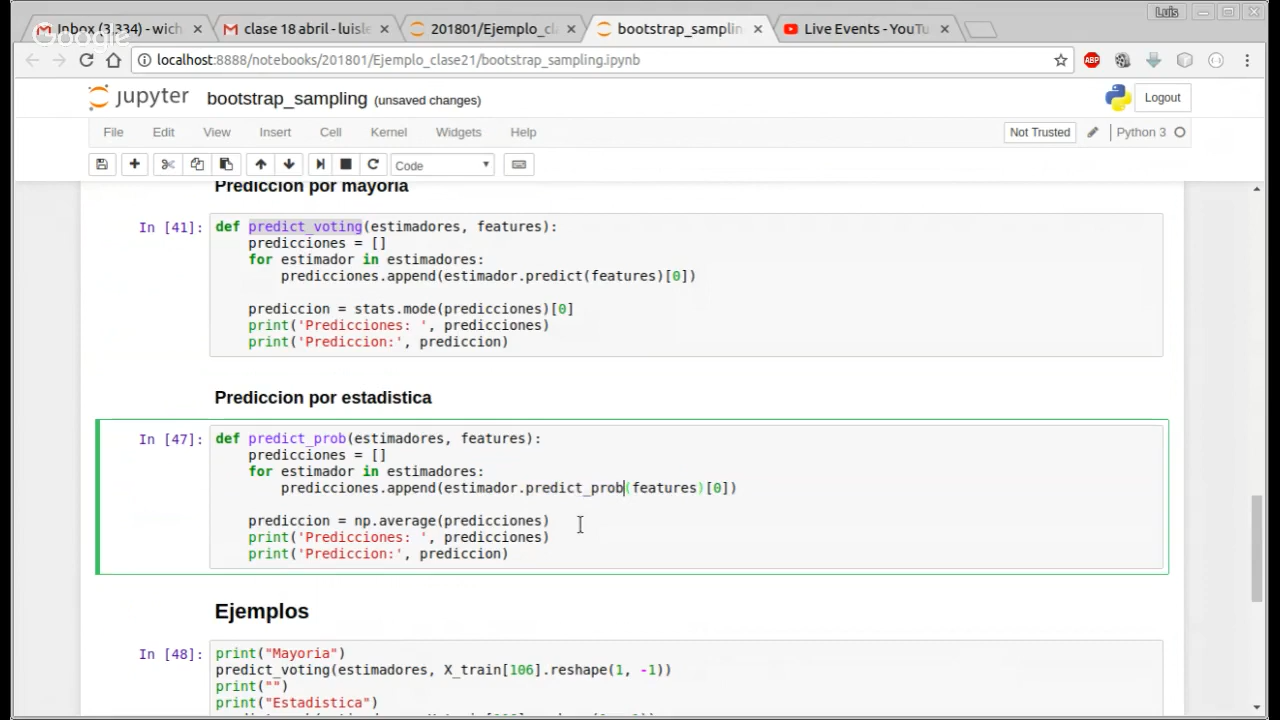 Luis
Inbox (3,334) - wich
clase 18 abril - luisle
201801/Ejemplo_c
bootstrap_samplin
Live Events - YouTu
Google
localhost:8888/notebooks/201801/Ejemplo_clase21/bootstrap_sampling.ipynb
ABP
jupyter bootstrap_sampling (unsaved changes)
Logout
File Edit View Insert Cell Kernel Widgets Help
Not Trusted
Python 3
Code
Prediccion por mayoria
In [41]: def predict_voting(estimadores, features):
predicciones = []
for estimador in estimadores:
predicciones.append(estimador.predict(features)[0])
prediccion = stats.mode(predicciones)[0]
print('Predicciones: ', predicciones)
print('Prediccion:', prediccion)
Prediccion por estadistica
In [47]: def predict_prob(estimadores, features):
predicciones = []
for estimador in estimadores:
predicciones.append(estimador.predict_prob(features)[0])
prediccion = np.average(predicciones)
print('Predicciones: ', predicciones)
print('Prediccion:', prediccion)
Ejemplos
In [48]: print("Mayoria")
predict_voting(estimadores, X_train[106].reshape(1, -1))
print("")
print("Estadistica")